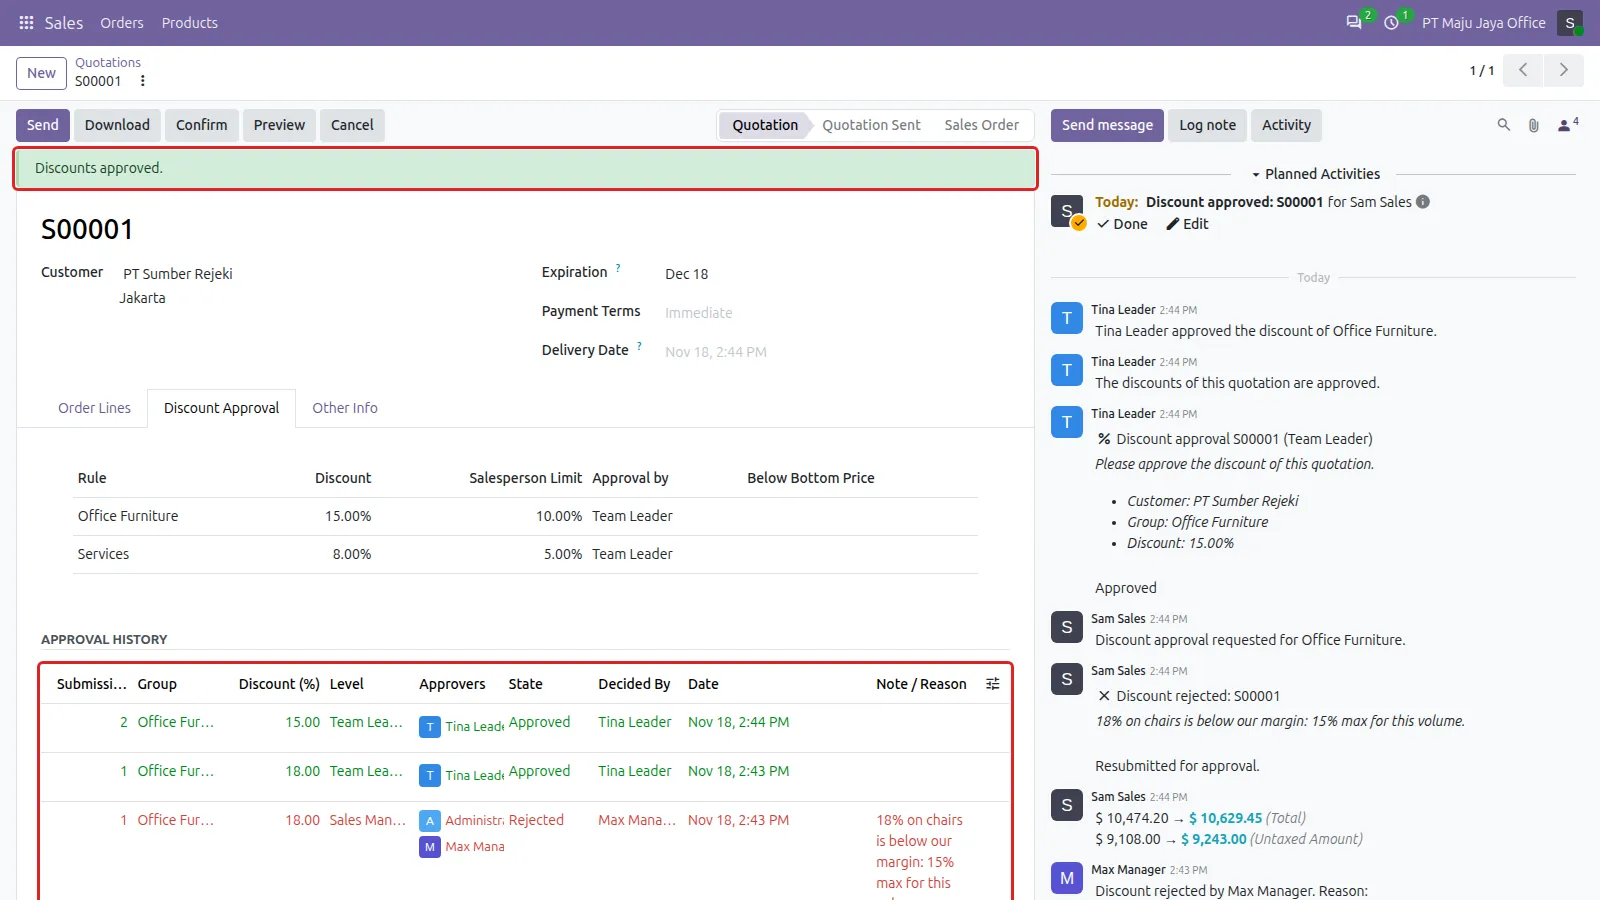 Sales Orders Products 2 1 PT Maju Jaya Office S
New Quotations
S00001
1 / 1
Send Download Confirm Preview Cancel Quotation Quotation Sent Sales Order
Discounts approved.
S00001
Customer PT Sumber Rejeki
Jakarta
Expiration ? Dec 18
Payment Terms Immediate
Delivery Date ? Nov 18, 2:44 PM
Order Lines Discount Approval Other Info
Rule Discount Salesperson Limit Approval by Below Bottom Price
Office Furniture 15.00% 10.00% Team Leader
Services 8.00% 5.00% Team Leader
APPROVAL HISTORY
Submissi... Group Discount (%) Level Approvers State Decided By Date Note / Reason
2 Office Fur... 15.00 Team Lea... T Tina Leade Approved Tina Leader Nov 18, 2:44 PM
1 Office Fur... 18.00 Team Lea... T Tina Leade Approved Tina Leader Nov 18, 2:43 PM
1 Office Fur... 18.00 Sales Man... A Administra Rejected Max Mana... Nov 18, 2:43 PM 18% on chairs
M Max Mana
is below our
margin: 15%
max for this
Send message Log note Activity 4
Planned Activities
S Today: Discount approved: S00001 for Sam Sales
Done Edit
Today
T Tina Leader 2:44 PM
Tina Leader approved the discount of Office Furniture.
T Tina Leader 2:44 PM
The discounts of this quotation are approved.
T Tina Leader 2:44 PM
% Discount approval S00001 (Team Leader)
Please approve the discount of this quotation.
• Customer: PT Sumber Rejeki
• Group: Office Furniture
• Discount: 15.00%
Approved
S Sam Sales 2:44 PM
Discount approval requested for Office Furniture.
S Sam Sales 2:44 PM
Discount rejected: S00001
18% on chairs is below our margin: 15% max for this volume.
Resubmitted for approval.
S Sam Sales 2:44 PM
$ 10,474.20 → $ 10,629.45 (Total)
$ 9,108.00 → $ 9,243.00 (Untaxed Amount)
M Max Manager 2:43 PM
Discount rejected by Max Manager. Reason: